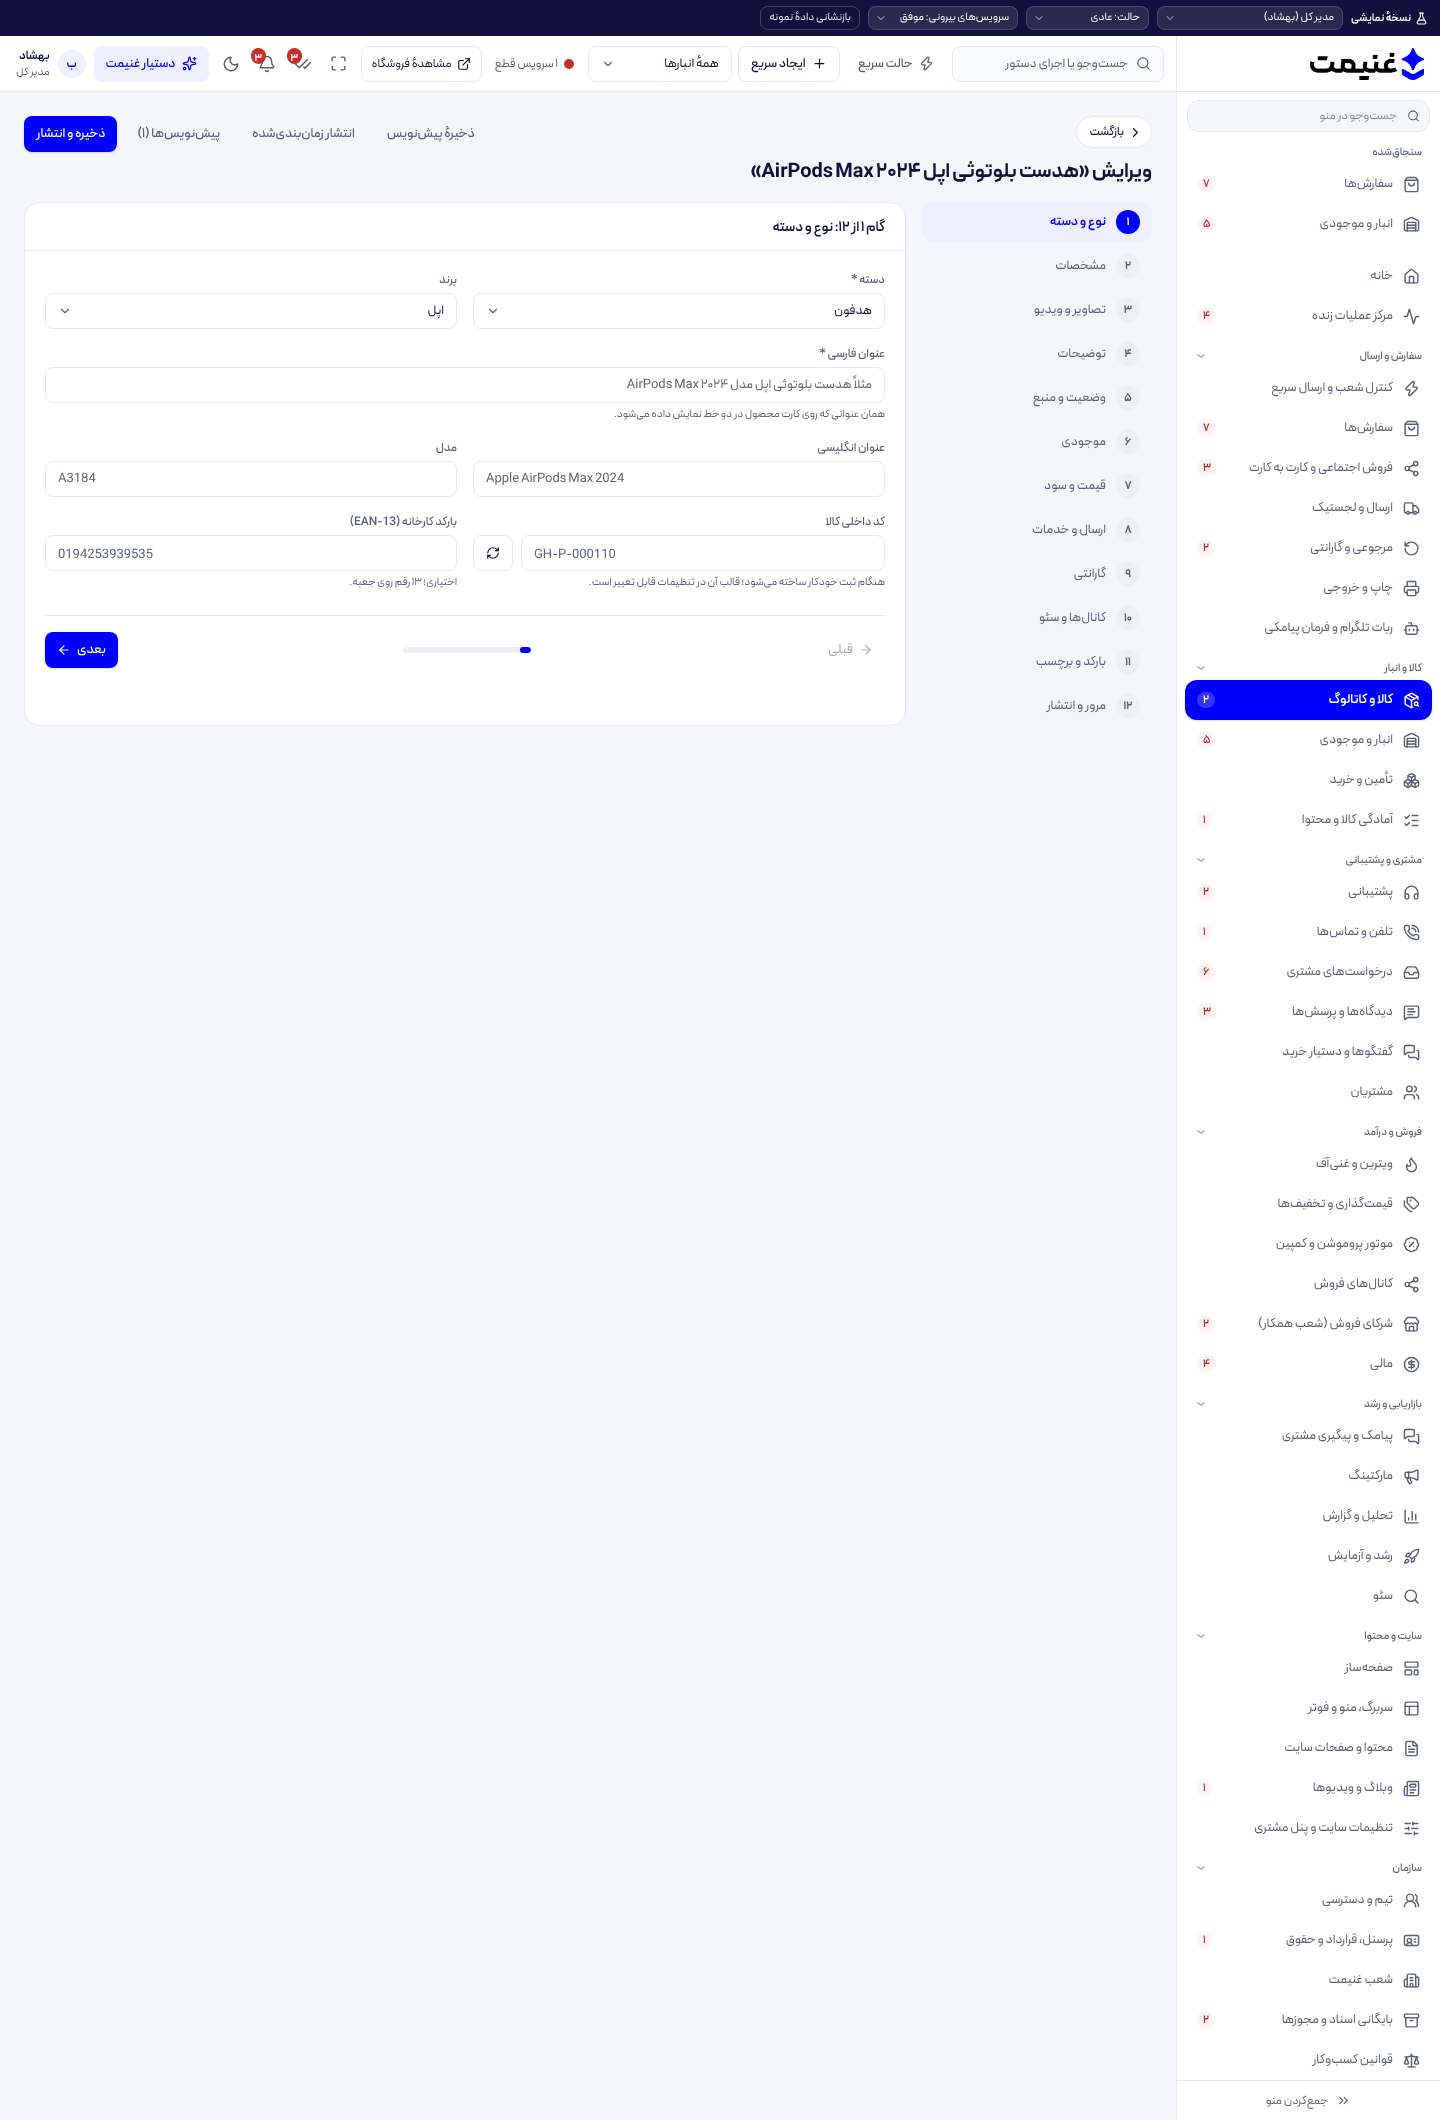 نسخهٔ نمایشی
مدیر کل (بهشاد)
حالت: عادی
سرویس‌های بیرونی: موفق
بازنشانی دادهٔ نمونه
غنیمت
جست‌وجو یا اجرای دستور
حالت سریع
ایجاد سریع
همهٔ انبارها
۱ سرویس قطع
مشاهدهٔ فروشگاه
۳
۳
دستیار غنیمت
ب
بهشاد
مدیر کل
جست‌وجو در منو
سنجاق‌شده
سفارش‌ها ۷
انبار و موجودی ۵
خانه
مرکز عملیات زنده ۴
سفارش و ارسال
کنترل شعب و ارسال سریع
سفارش‌ها ۷
فروش اجتماعی و کارت به کارت ۳
ارسال و لجستیک
مرجوعی و گارانتی ۲
چاپ و خروجی
ربات تلگرام و فرمان پیامکی
کالا و انبار
کالا و کاتالوگ ۲
انبار و موجودی ۵
تأمین و خرید
آمادگی کالا و محتوا ۱
مشتری و پشتیبانی
پشتیبانی ۲
تلفن و تماس‌ها ۱
درخواست‌های مشتری ۶
دیدگاه‌ها و پرسش‌ها ۳
گفتگوها و دستیار خرید
مشتریان
فروش و درآمد
ویترین و غنی‌آف
قیمت‌گذاری و تخفیف‌ها
موتور پروموشن و کمپین
کانال‌های فروش
شرکای فروش (شعب همکار) ۲
مالی ۴
بازاریابی و رشد
پیامک و پیگیری مشتری
مارکتینگ
تحلیل و گزارش
رشد و آزمایش
سئو
سایت و محتوا
صفحه‌ساز
سربرگ، منو و فوتر
محتوا و صفحات سایت
وبلاگ و ویدیوها ۱
تنظیمات سایت و پنل مشتری
سازمان
تیم و دسترسی
پرسنل، قرارداد و حقوق ۱
شعب غنیمت
بایگانی اسناد و مجوزها ۲
قوانین کسب‌وکار
جمع‌کردن منو
بازگشت
ذخیرهٔ پیش‌نویس
انتشار زمان‌بندی‌شده
پیش‌نویس‌ها (۱)
ذخیره و انتشار
ویرایش «هدست بلوتوثی اپل AirPods Max ۲۰۲۴»
۱ نوع و دسته
۲ مشخصات
۳ تصاویر و ویدیو
۴ توضیحات
۵ وضعیت و منبع
۶ موجودی
۷ قیمت و سود
۸ ارسال و خدمات
۹ گارانتی
۱۰ کانال‌ها و سئو
۱۱ بارکد و برچسب
۱۲ مرور و انتشار
گام ۱ از ۱۲: نوع و دسته
دسته *
برند
هدفون
اپل
عنوان فارسی *
مثلاً هدست بلوتوثی اپل مدل AirPods Max ۲۰۲۴
همان عنوانی که روی کارت محصول در دو خط نمایش داده می‌شود.
عنوان انگلیسی
مدل
Apple AirPods Max 2024
A3184
کد داخلی کالا
بارکد کارخانه (EAN-13)
GH-P-000110
0194253939535
هنگام ثبت خودکار ساخته می‌شود؛ قالب آن در تنظیمات قابل تغییر است.
اختیاری؛ ۱۳ رقم روی جعبه.
قبلی
بعدی